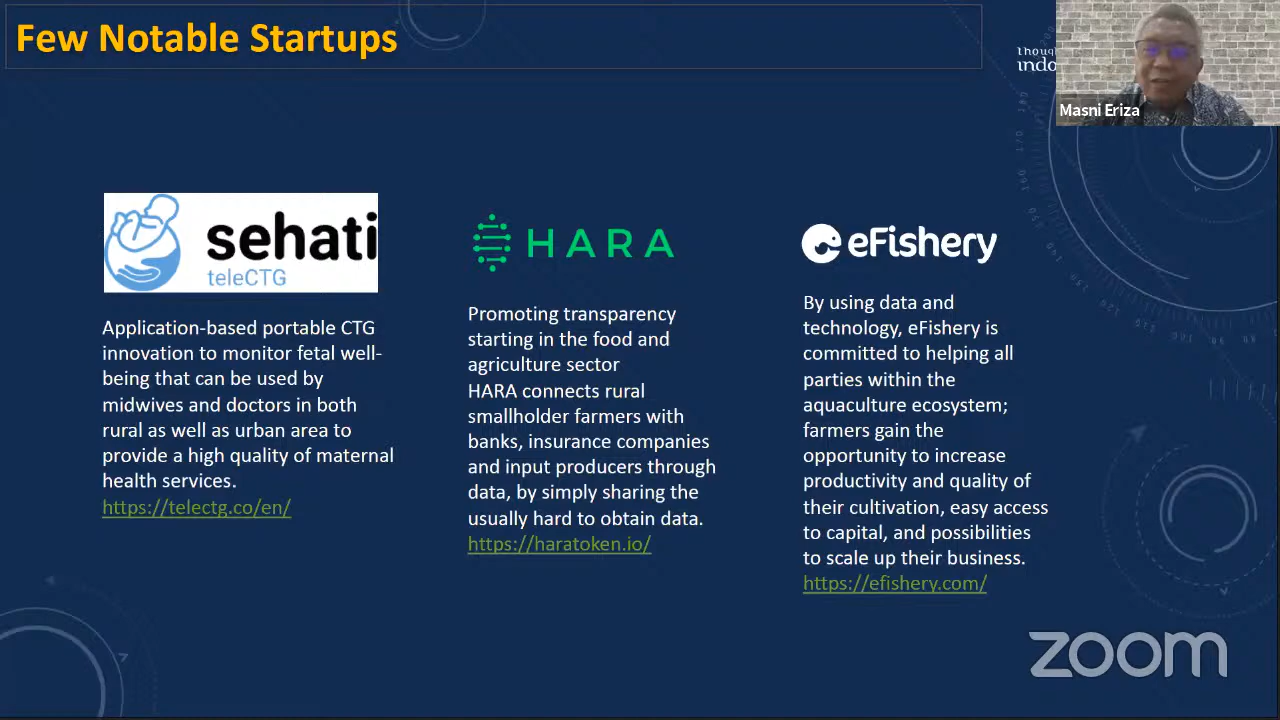 Few Notable Startups
Masni Eriza
sehati
teleCTG
Application-based portable CTG
innovation to monitor fetal well-
being that can be used by
midwives and doctors in both
rural as well as urban area to
provide a high quality of maternal
health services.
https://telectg.co/en/
HARA
Promoting transparency
starting in the food and
agriculture sector
HARA connects rural
smallholder farmers with
banks, insurance companies
and input producers through
data, by simply sharing the
usually hard to obtain data.
https://haratoken.io/
eFishery
By using data and
technology, eFishery is
committed to helping all
parties within the
aquaculture ecosystem;
farmers gain the
opportunity to increase
productivity and quality of
their cultivation, easy access
to capital, and possibilities
to scale up their business.
https://efishery.com/
zoom